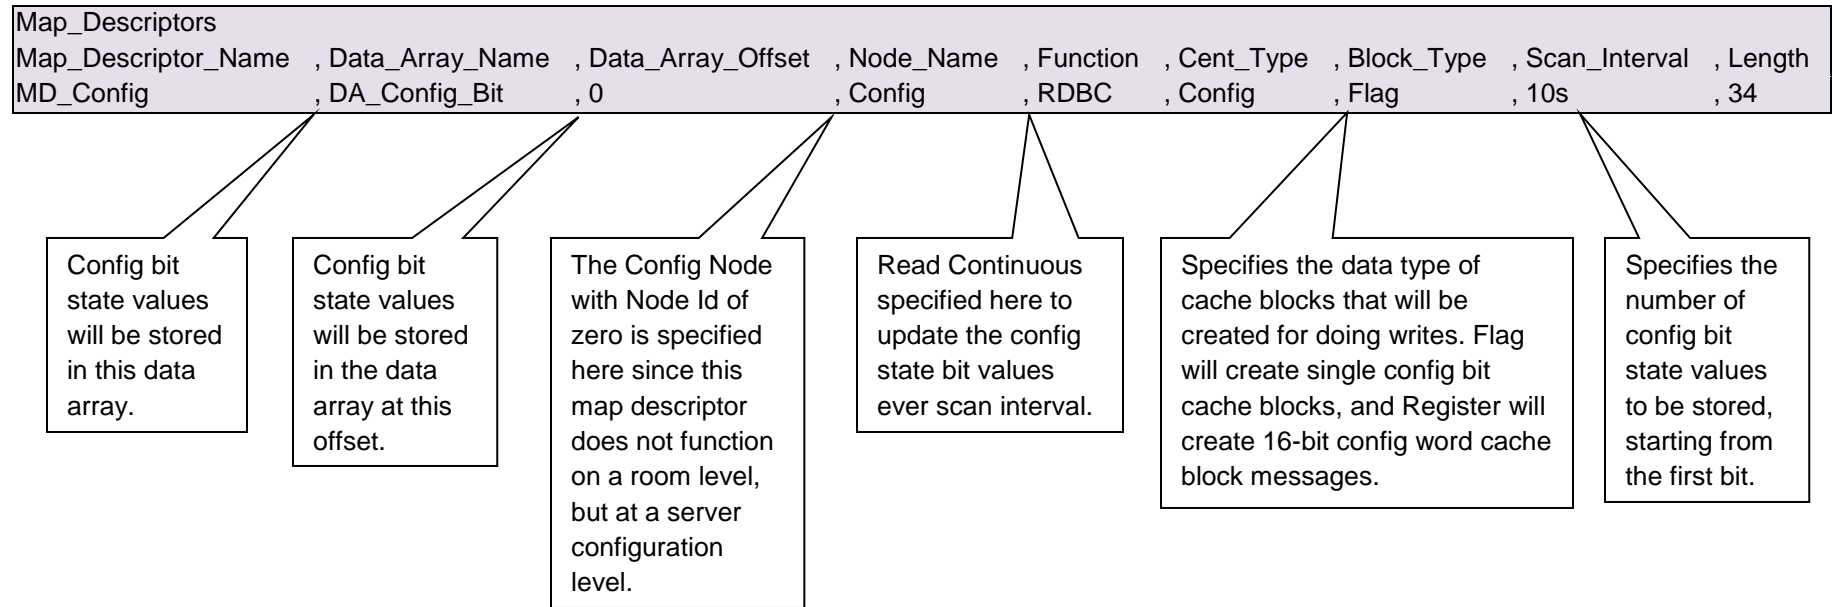 Map_Descriptors
Map_Descriptor_Name , Data_Array_Name , Data_Array_Offset , Node_Name , Function , Cent_Type , Block_Type , Scan_Interval , Length
MD_Config , DA_Config_Bit , 0 , Config , RDBC , Config , Flag , 10s , 34
Config bit
state values
will be stored
in this data
array.
Config bit
state values
will be stored
in the data
array at this
offset.
The Config Node
with Node Id of
zero is specified
here since this
map descriptor
does not function
on a room level,
but at a server
configuration
level.
Read Continuous
specified here to
update the config
state bit values
ever scan interval.
Specifies the data type of
cache blocks that will be
created for doing writes. Flag
will create single config bit
cache blocks, and Register will
create 16-bit config word cache
block messages.
Specifies the
number of
config bit
state values
to be stored,
starting from
the first bit.